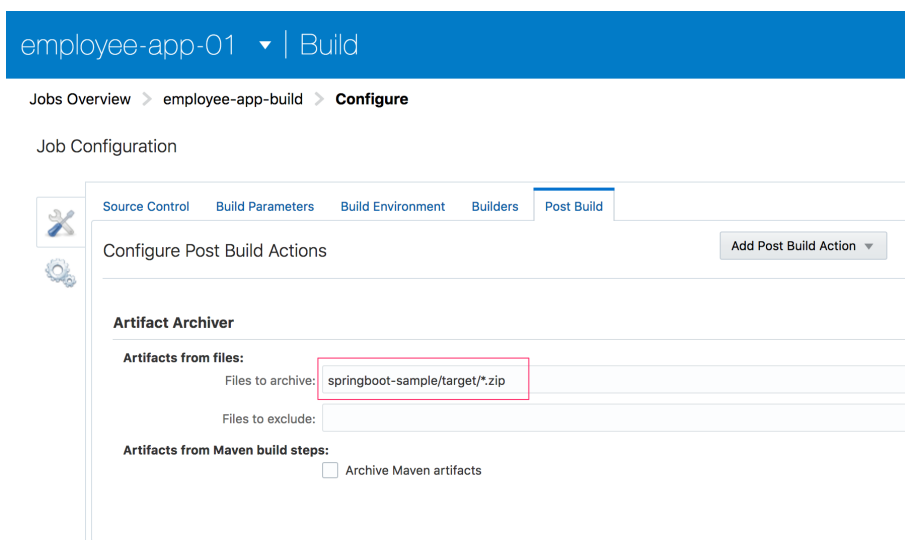 employee-app-01 | Build
Jobs Overview employee-app-build Configure
Job Configuration
Source Control Build Parameters Build Environment Builders Post Build
Configure Post Build Actions Add Post Build Action
Artifact Archiver
Artifacts from files:
Files to archive: springboot-sample/target/*.zip
Files to exclude:
Artifacts from Maven build steps:
Archive Maven artifacts